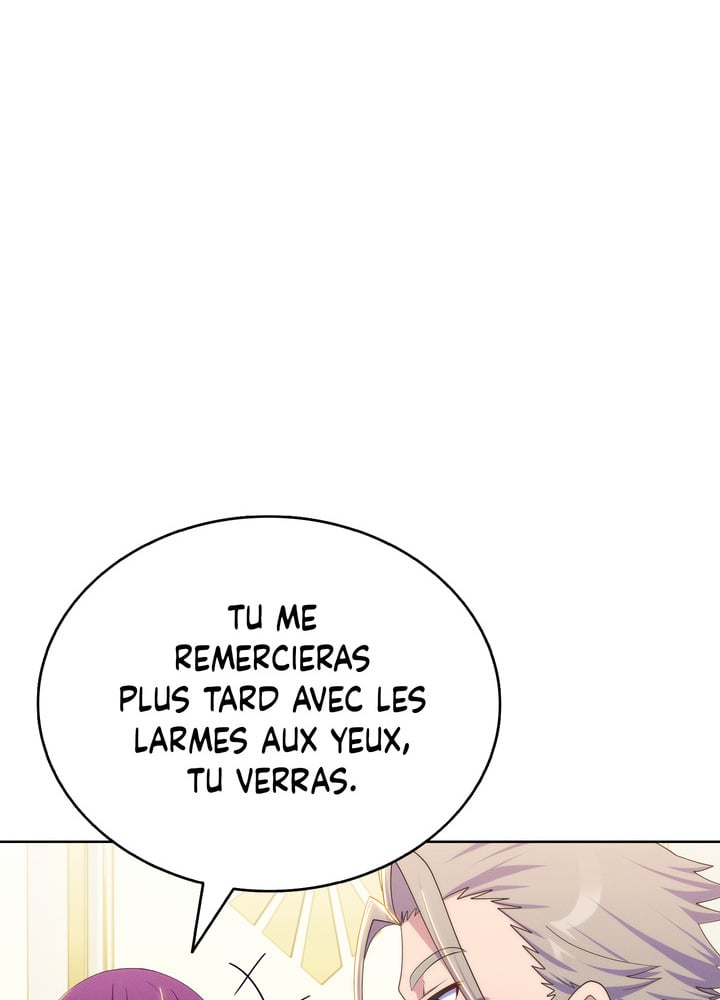 TU ME
REMERCIERAS
PLUS TARD AVEC LES
LARMES AUX YEUX,
TU VERRAS.